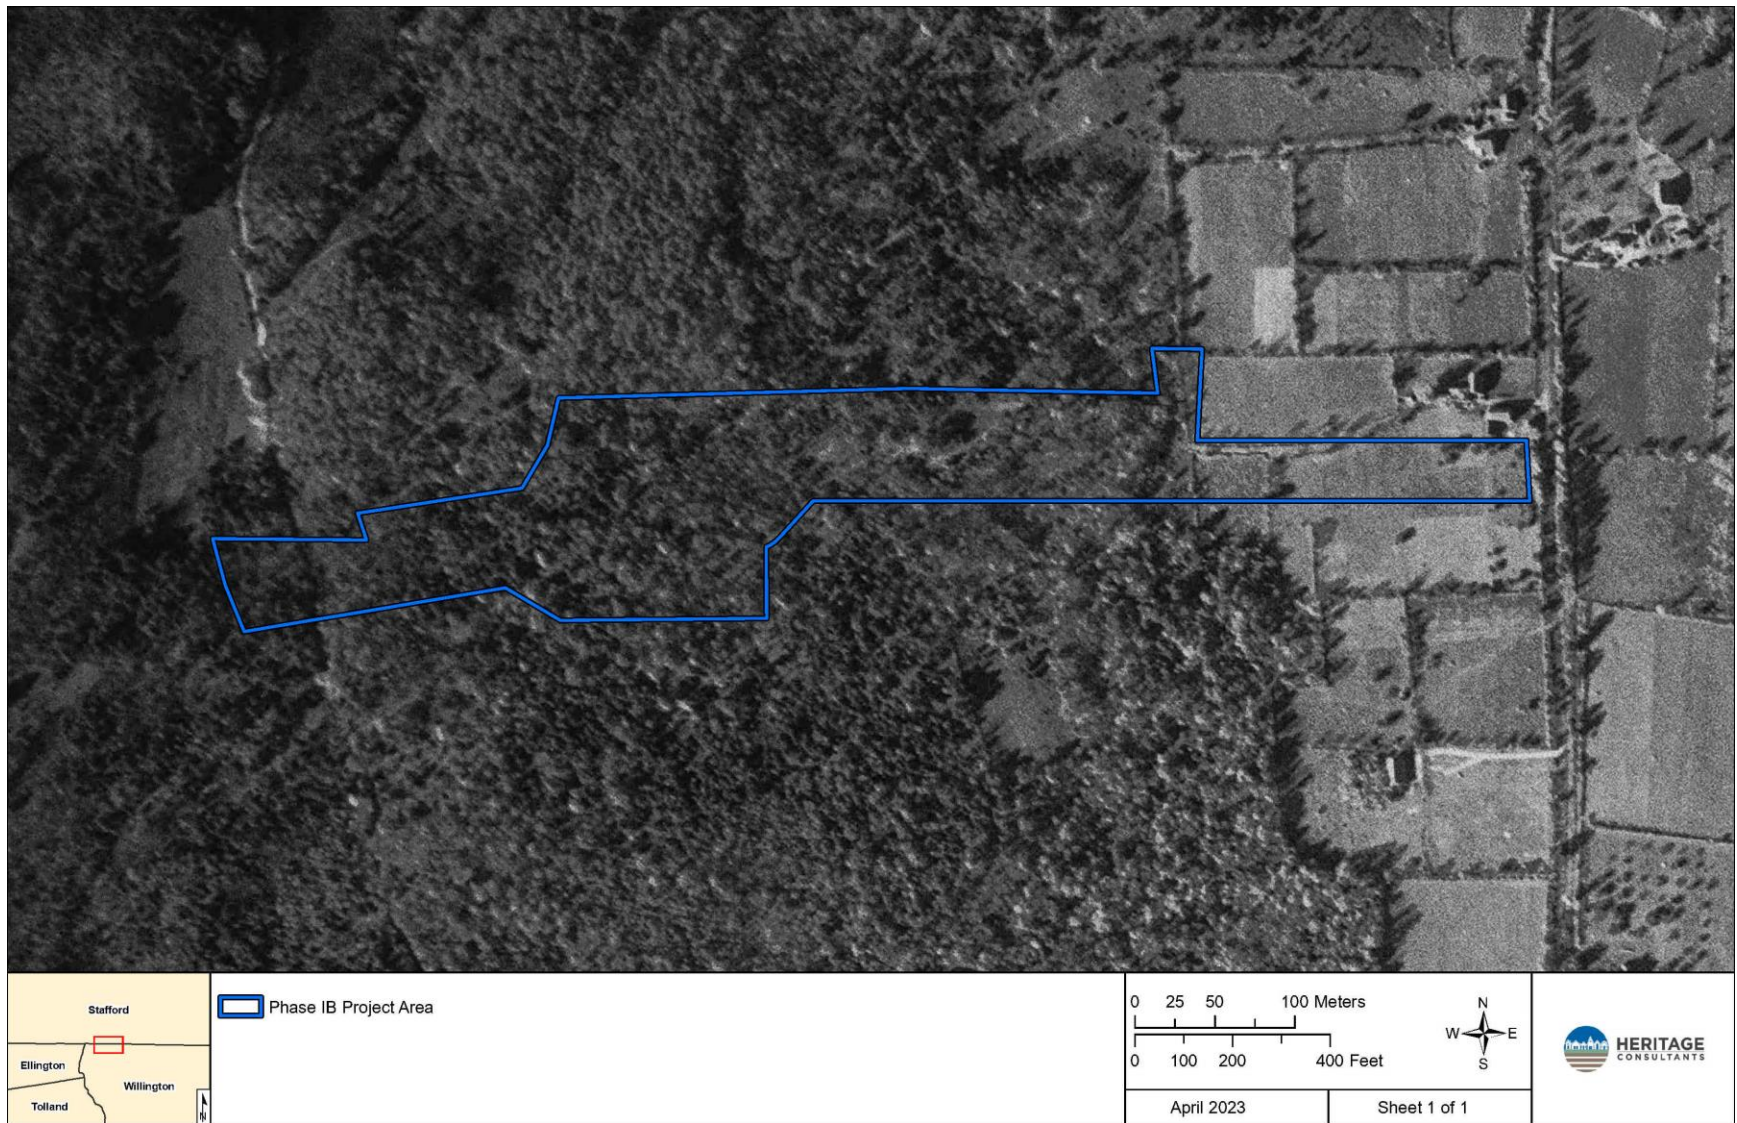 Stafford
Ellington
Willington
Tolland
N
Phase IB Project Area
0 25 50 100 Meters
0 100 200 400 Feet
N
W E
S
April 2023
Sheet 1 of 1
HERITAGE
CONSULTANTS